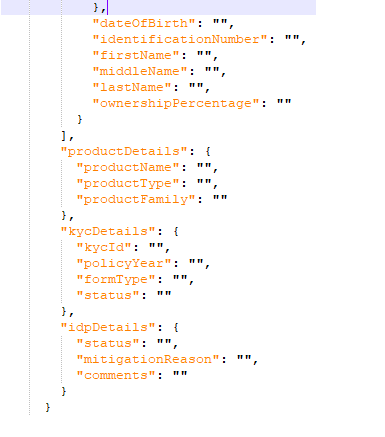 },
"dateOfBirth": "",
"identificationNumber": "",
"firstName": "",
"middleName": "",
"lastName": "",
"ownershipPercentage": ""
}
],
"productDetails": {
"productName": "",
"productType": "",
"productFamily": ""
},
"kycDetails": {
"kycId": "",
"policyYear": "",
"formType": "",
"status": ""
},
"idpDetails": {
"status": "",
"mitigationReason": "",
"comments": ""
}
}